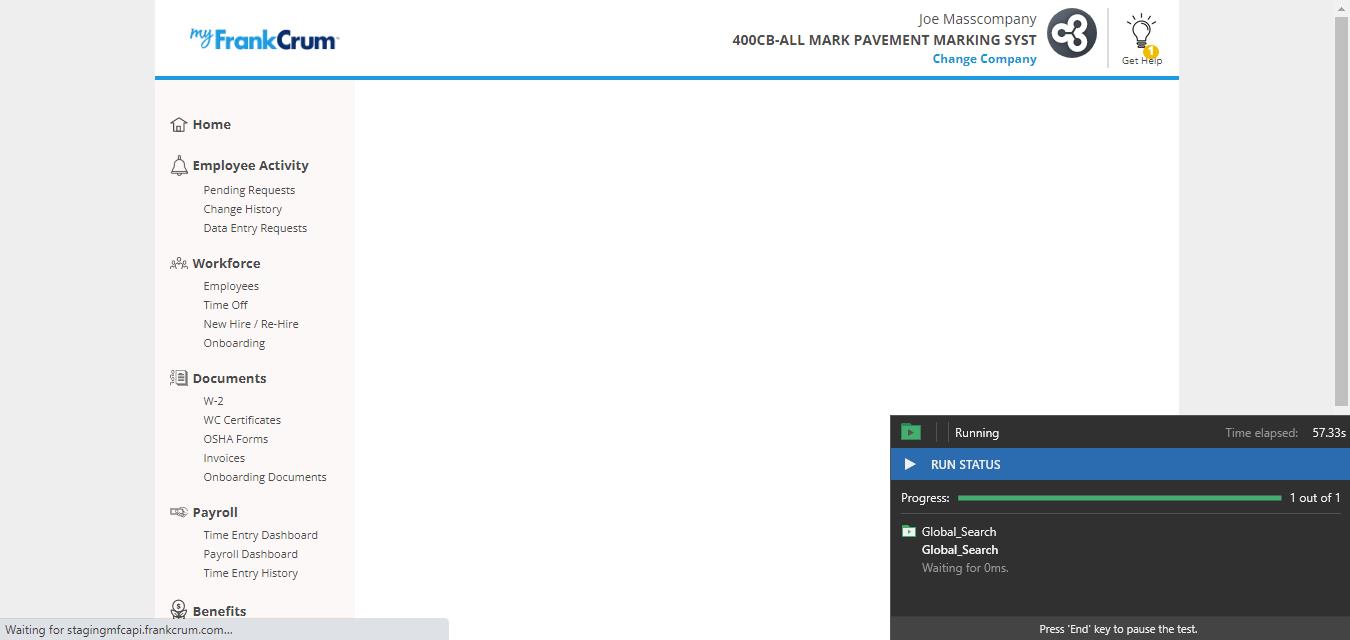 myFrankCrum
Joe Masscompany
400CB-ALL MARK PAVEMENT MARKING SYST
Change Company
1
Get Help
Home
Employee Activity
Pending Requests
Change History
Data Entry Requests
Workforce
Employees
Time Off
New Hire / Re-Hire
Onboarding
Documents
W-2
WC Certificates
OSHA Forms
Invoices
Onboarding Documents
Payroll
Time Entry Dashboard
Payroll Dashboard
Time Entry History
Benefits
Waiting for stagingmfcapi.frankcrum.com...
Running
Time elapsed: 57.33s
RUN STATUS
Progress: 1 out of 1
Global_Search
Global_Search
Waiting for 0ms.
Press 'End' key to pause the test.